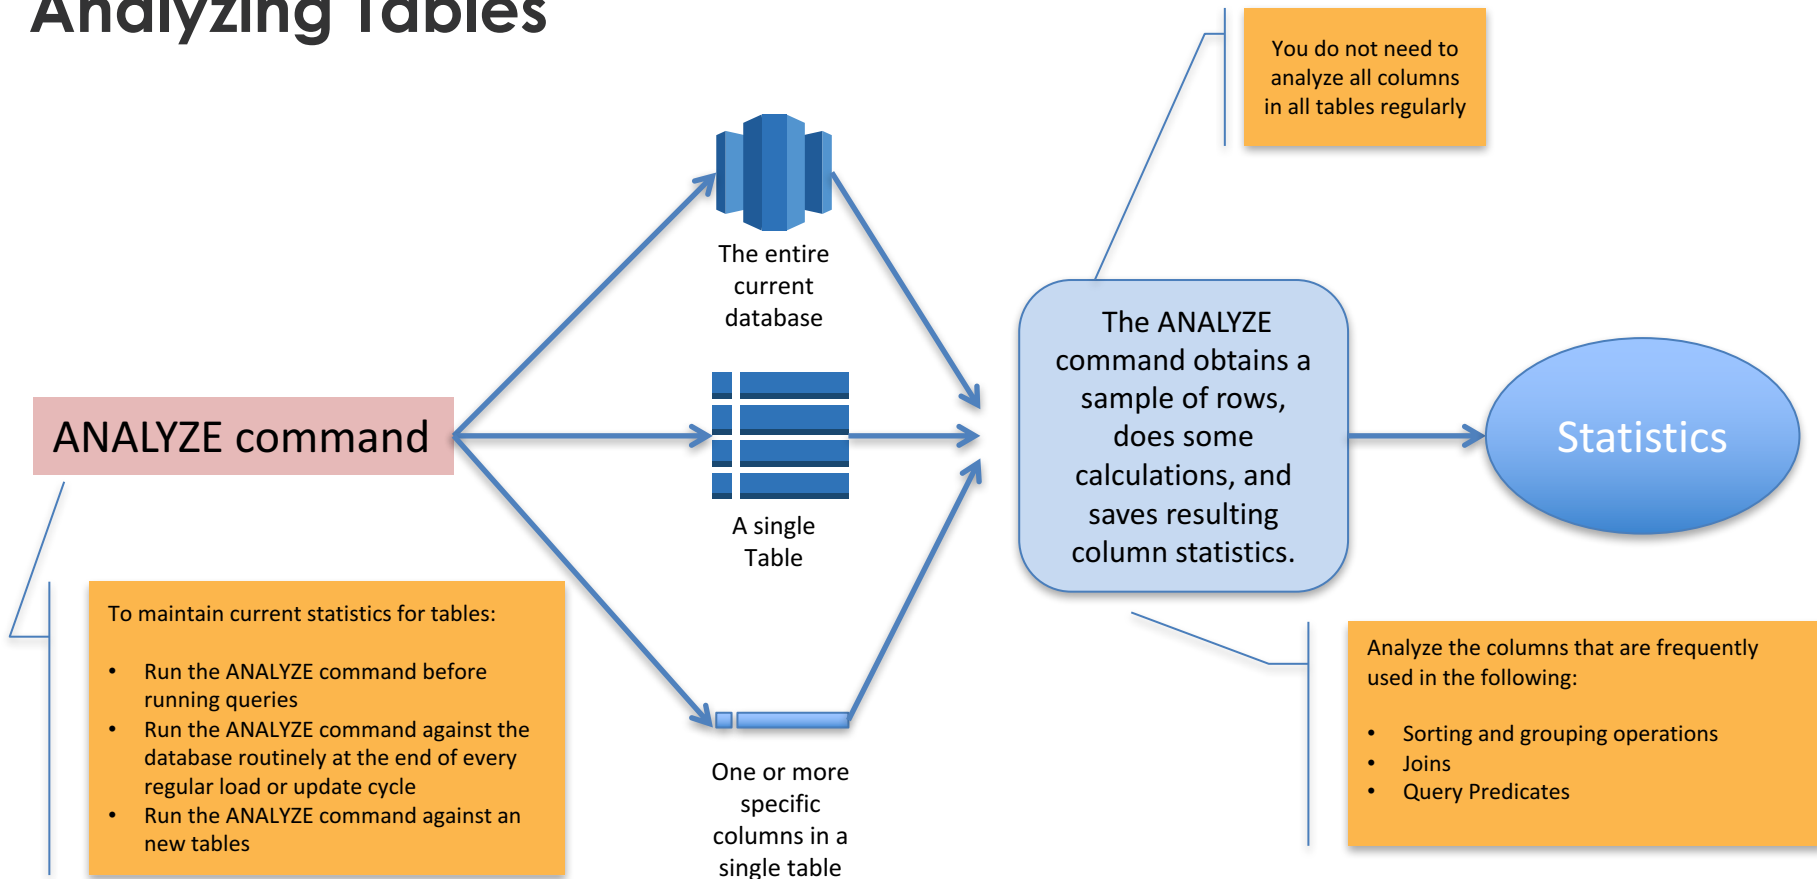 Analyzing Tables
You do not need to
analyze all columns
in all tables regularly
The entire
current
database
ANALYZE command
A single
Table
One or more
specific
columns in a
single table
The ANALYZE
command obtains a
sample of rows,
does some
calculations, and
saves resulting
column statistics.
Statistics
To maintain current statistics for tables:
• Run the ANALYZE command before
running queries
• Run the ANALYZE command against the
database routinely at the end of every
regular load or update cycle
• Run the ANALYZE command against an
new tables
Analyze the columns that are frequently
used in the following:
• Sorting and grouping operations
• Joins
• Query Predicates